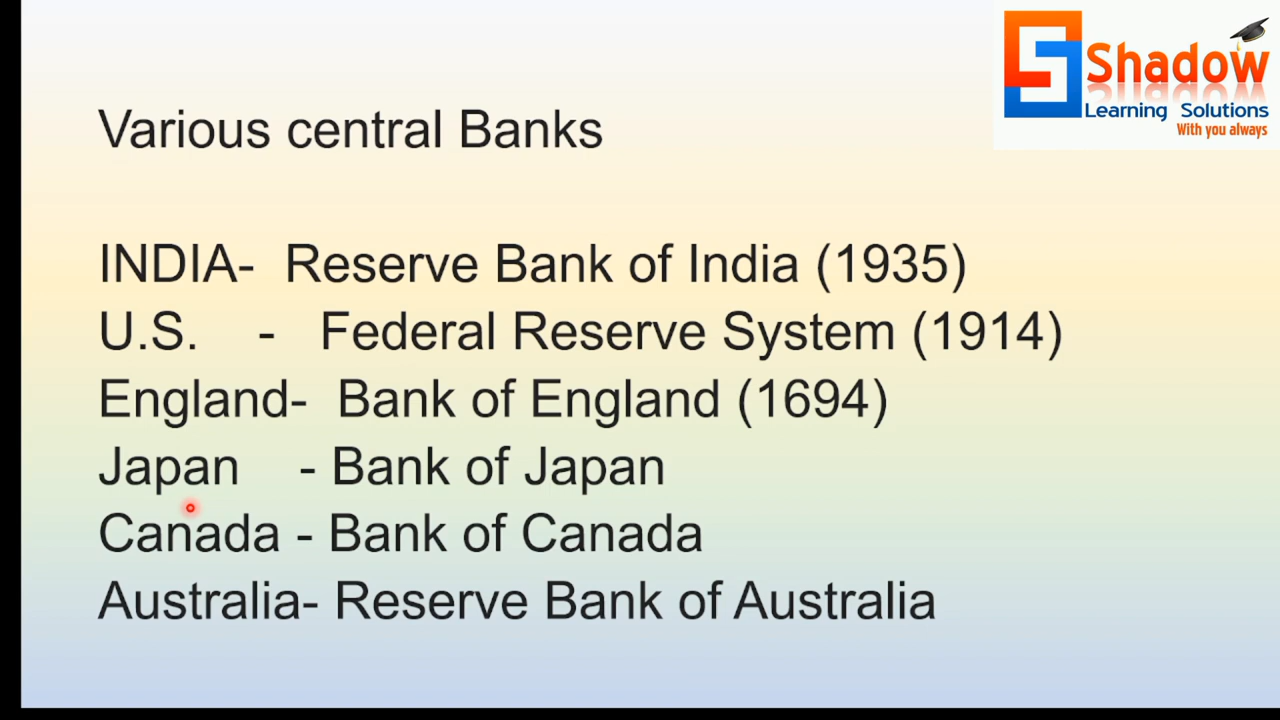 Shadow
Learning Solutions
With you always
Various central Banks
INDIA- Reserve Bank of India (1935)
U.S. - Federal Reserve System (1914)
England- Bank of England (1694)
Japan - Bank of Japan
Canada - Bank of Canada
Australia- Reserve Bank of Australia